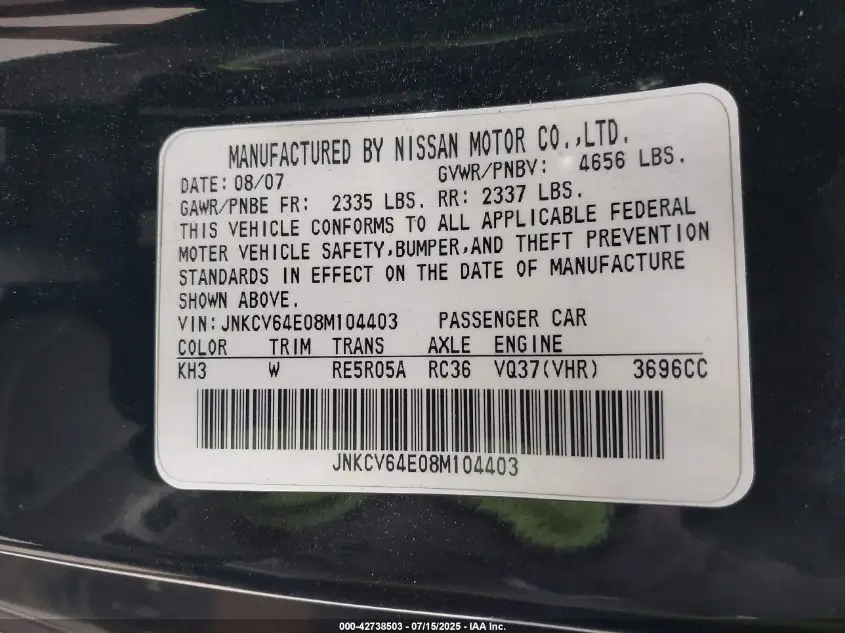 MANUFACTURED BY NISSAN MOTOR CO.,LTD.
DATE: 08/07 GVWR/PNBV: 4656 LBS.
GAWR/PNBE FR: 2335 LBS. RR: 2337 LBS.
THIS VEHICLE CONFORMS TO ALL APPLICABLE FEDERAL
MOTER VEHICLE SAFETY,BUMPER,AND THEFT PREVENTION
STANDARDS IN EFFECT ON THE DATE OF MANUFACTURE
SHOWN ABOVE.
VIN: JNKCV64E08M104403 PASSENGER CAR
COLOR TRIM TRANS AXLE ENGINE
KH3 W RE5R05A RC36 VQ37(VHR) 3696CC
JNKCV64E08M104403
000-42738503 - 07/15/2025 - IAA Inc.